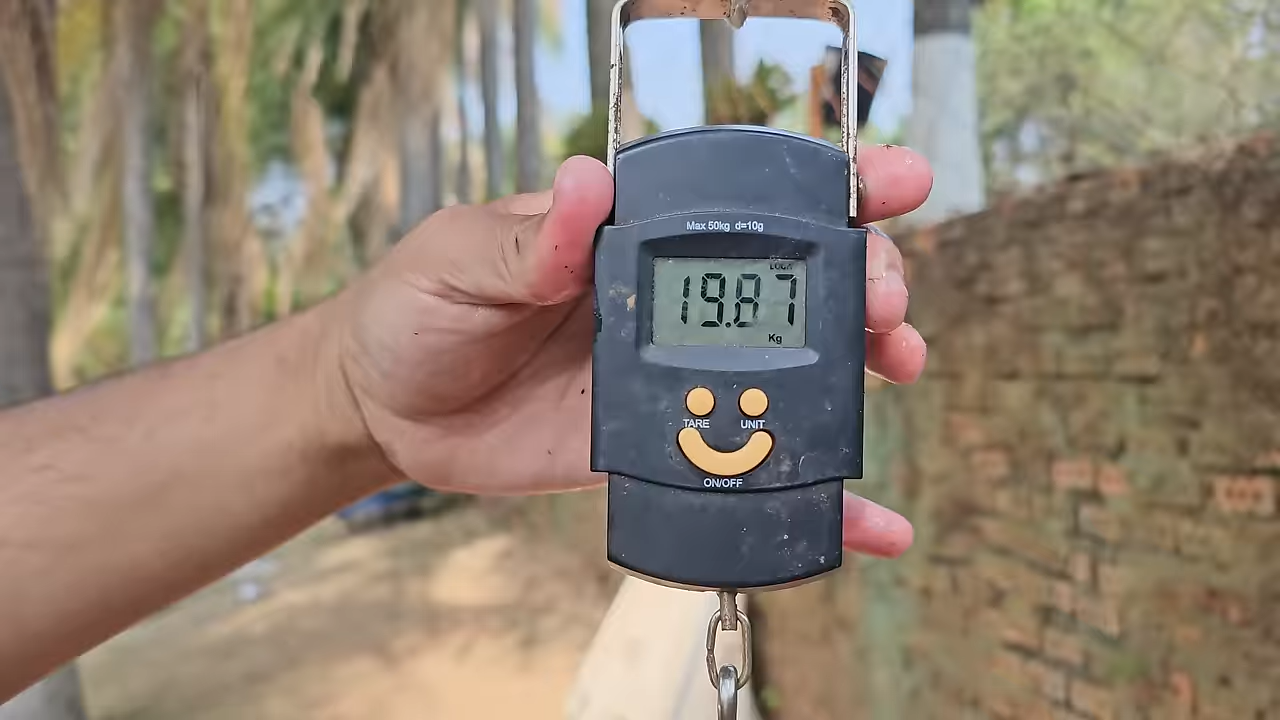 Max 50kg d=10g
LOCK
19.87
Kg
TARE UNIT
ON/OFF